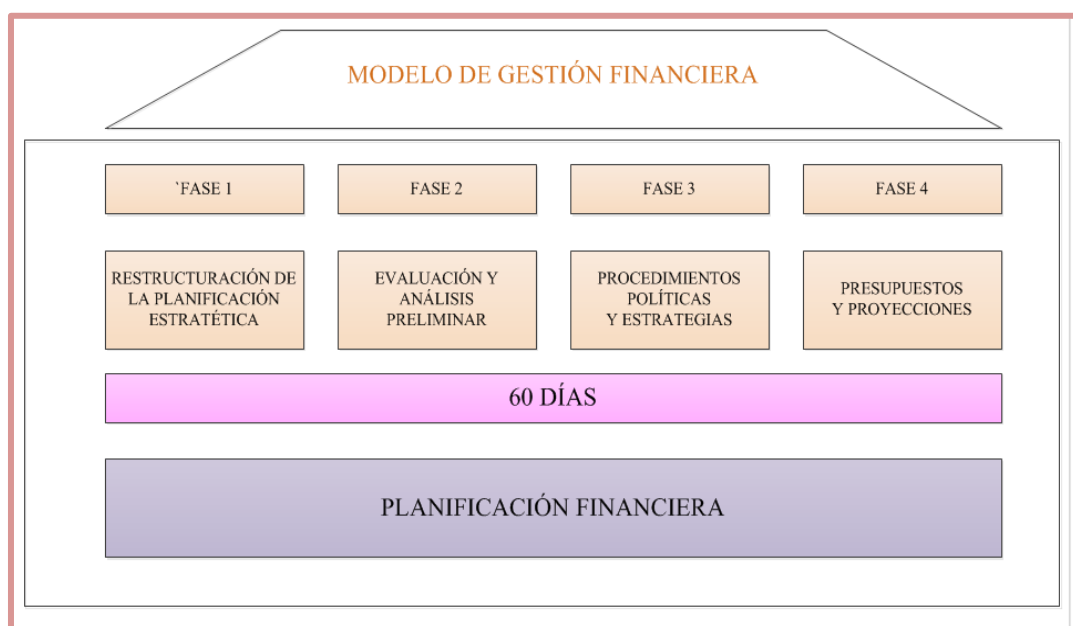 MODELO DE GESTIÓN FINANCIERA
`FASE 1
FASE 2
FASE 3
FASE 4
RESTRUCTURACIÓN DE
LA PLANIFICACIÓN
ESTRATÉTICA
EVALUACIÓN Y
ANÁLISIS
PRELIMINAR
PROCEDIMIENTOS
POLÍTICAS
Y ESTRATEGIAS
PRESUPUESTOS
Y PROYECCIONES
60 DÍAS
PLANIFICACIÓN FINANCIERA